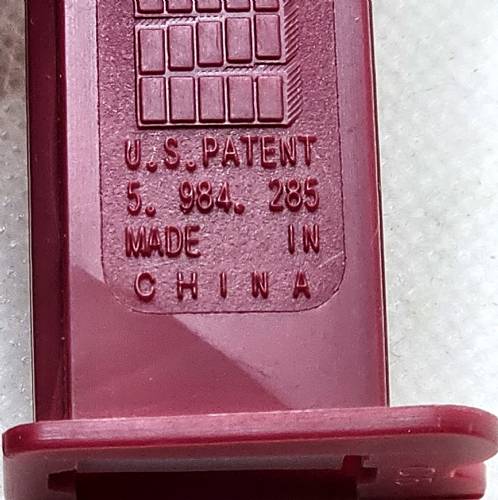 U.S.PATENT
5. 984. 285
MADE IN
CHINA